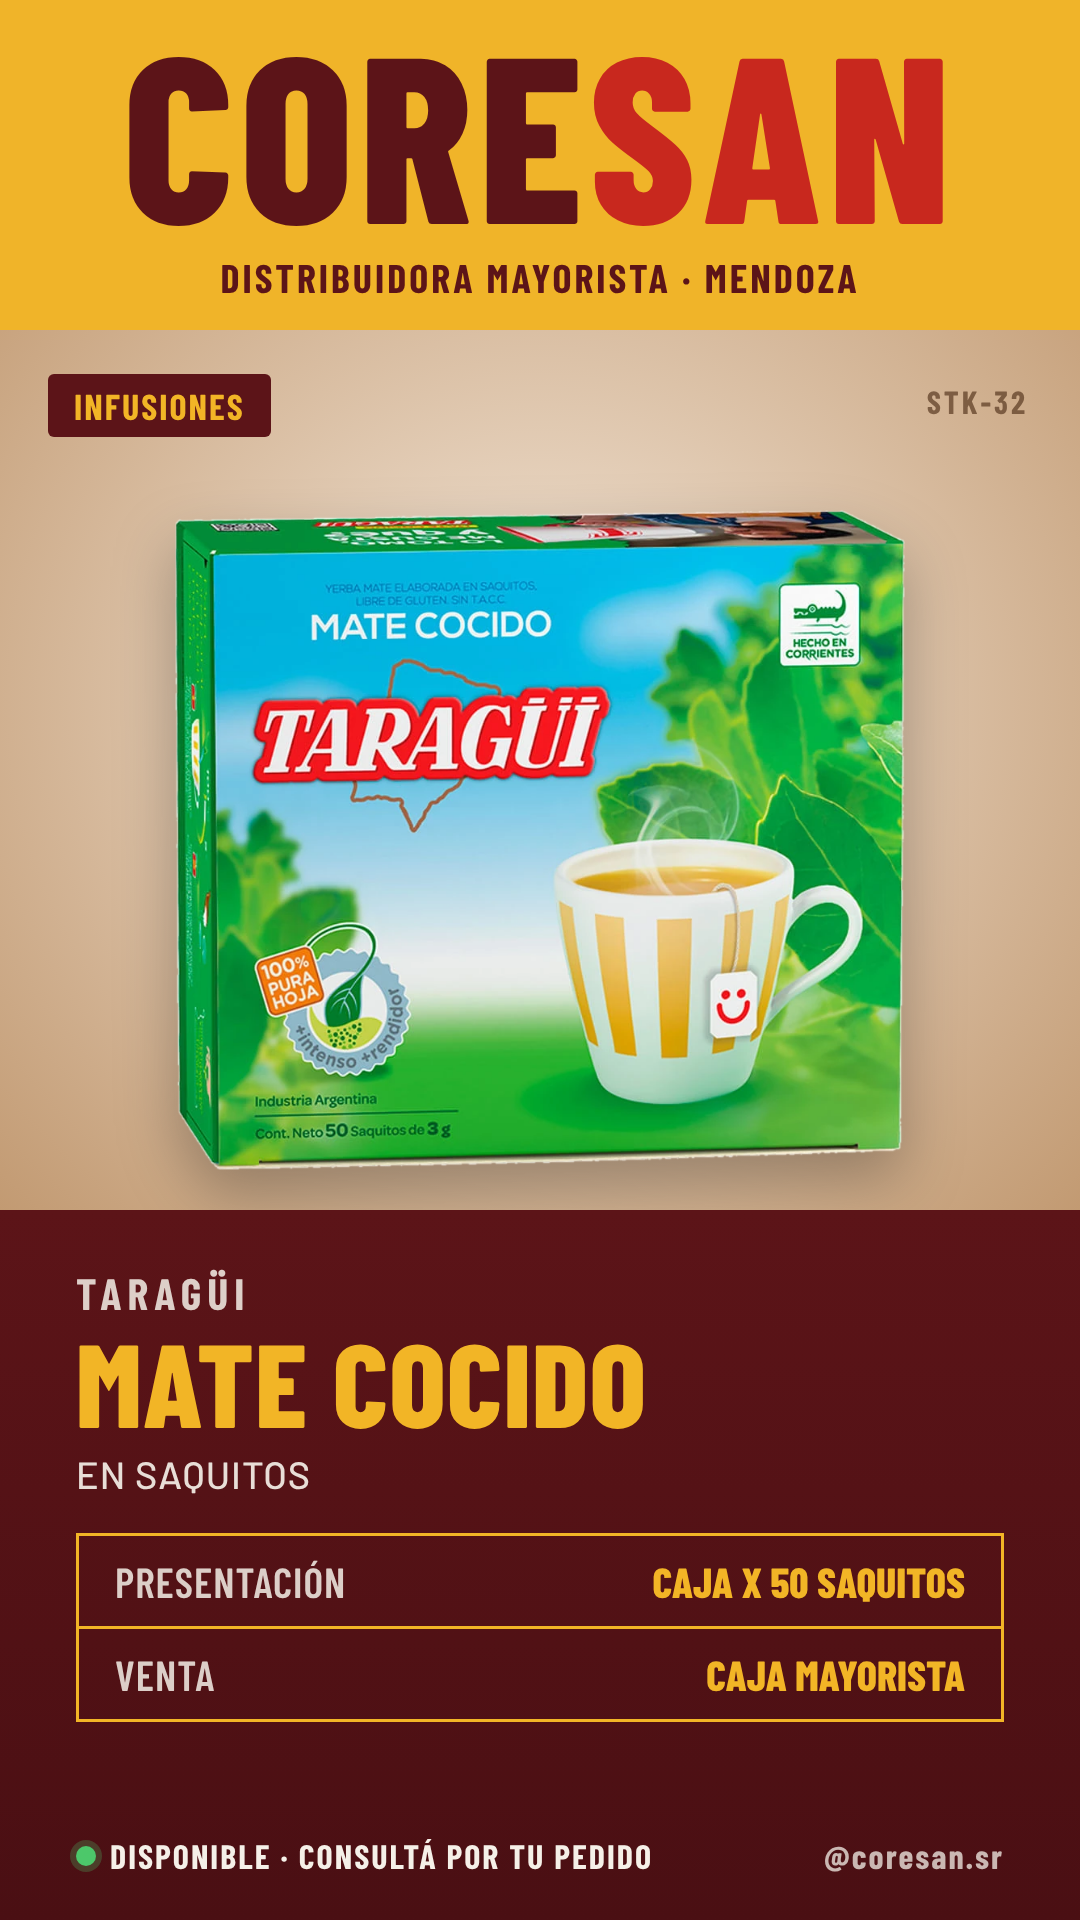 CORESAN
DISTRIBUIDORA MAYORISTA · MENDOZA
INFUSIONES
STK-32
TARAGÜI
YERBA MATE ELABORADA EN SAQUITOS,
LIBRE DE GLUTEN. SIN T.A.C.C.
MATE COCIDO
HECHO EN
CORRIENTES
TARAGÜI
100%
PURA
HOJA
+intenso +rendidor
Industria Argentina
Cont. Neto 50 Saquitos de 3 g
TARAGÜI
MATE COCIDO
EN SAQUITOS
PRESENTACIÓN CAJA X 50 SAQUITOS
VENTA CAJA MAYORISTA
DISPONIBLE · CONSULTÁ POR TU PEDIDO @coresan.sr